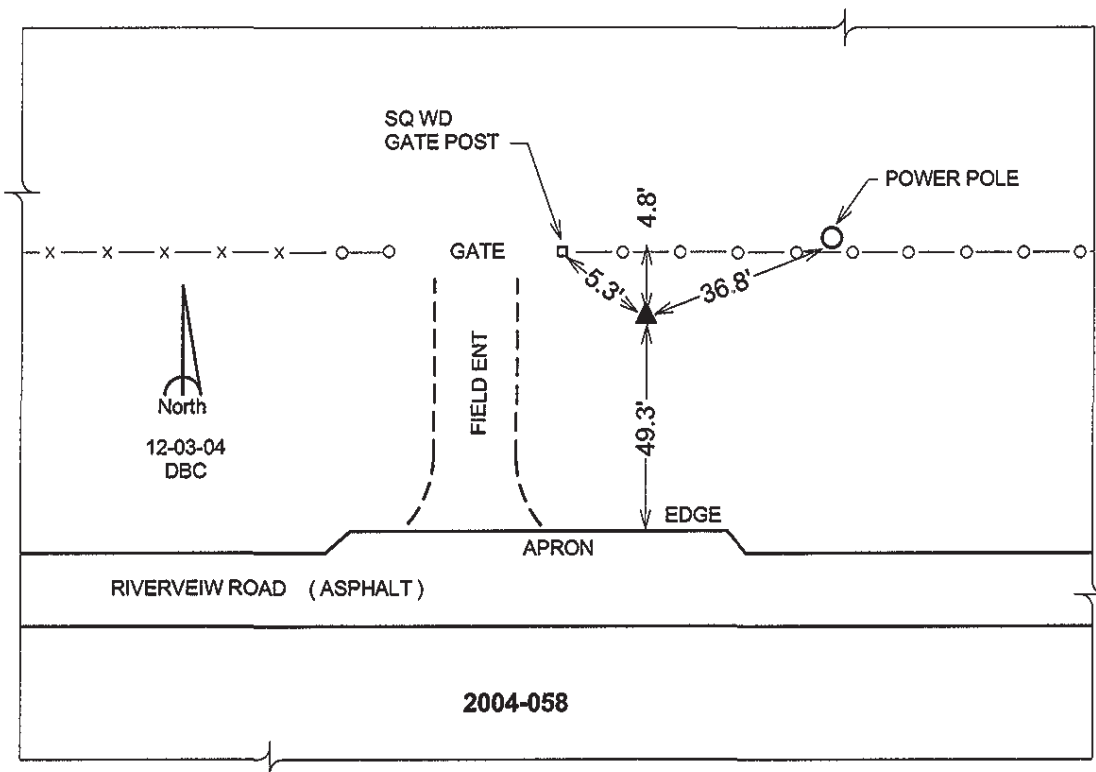 SQ WD
GATE POST
POWER POLE
4.8'
GATE
5.3'
36.8'
FIELD ENT
49.3'
North
12-03-04
DBC
EDGE
APRON
RIVERVEIW ROAD (ASPHALT)
2004-058